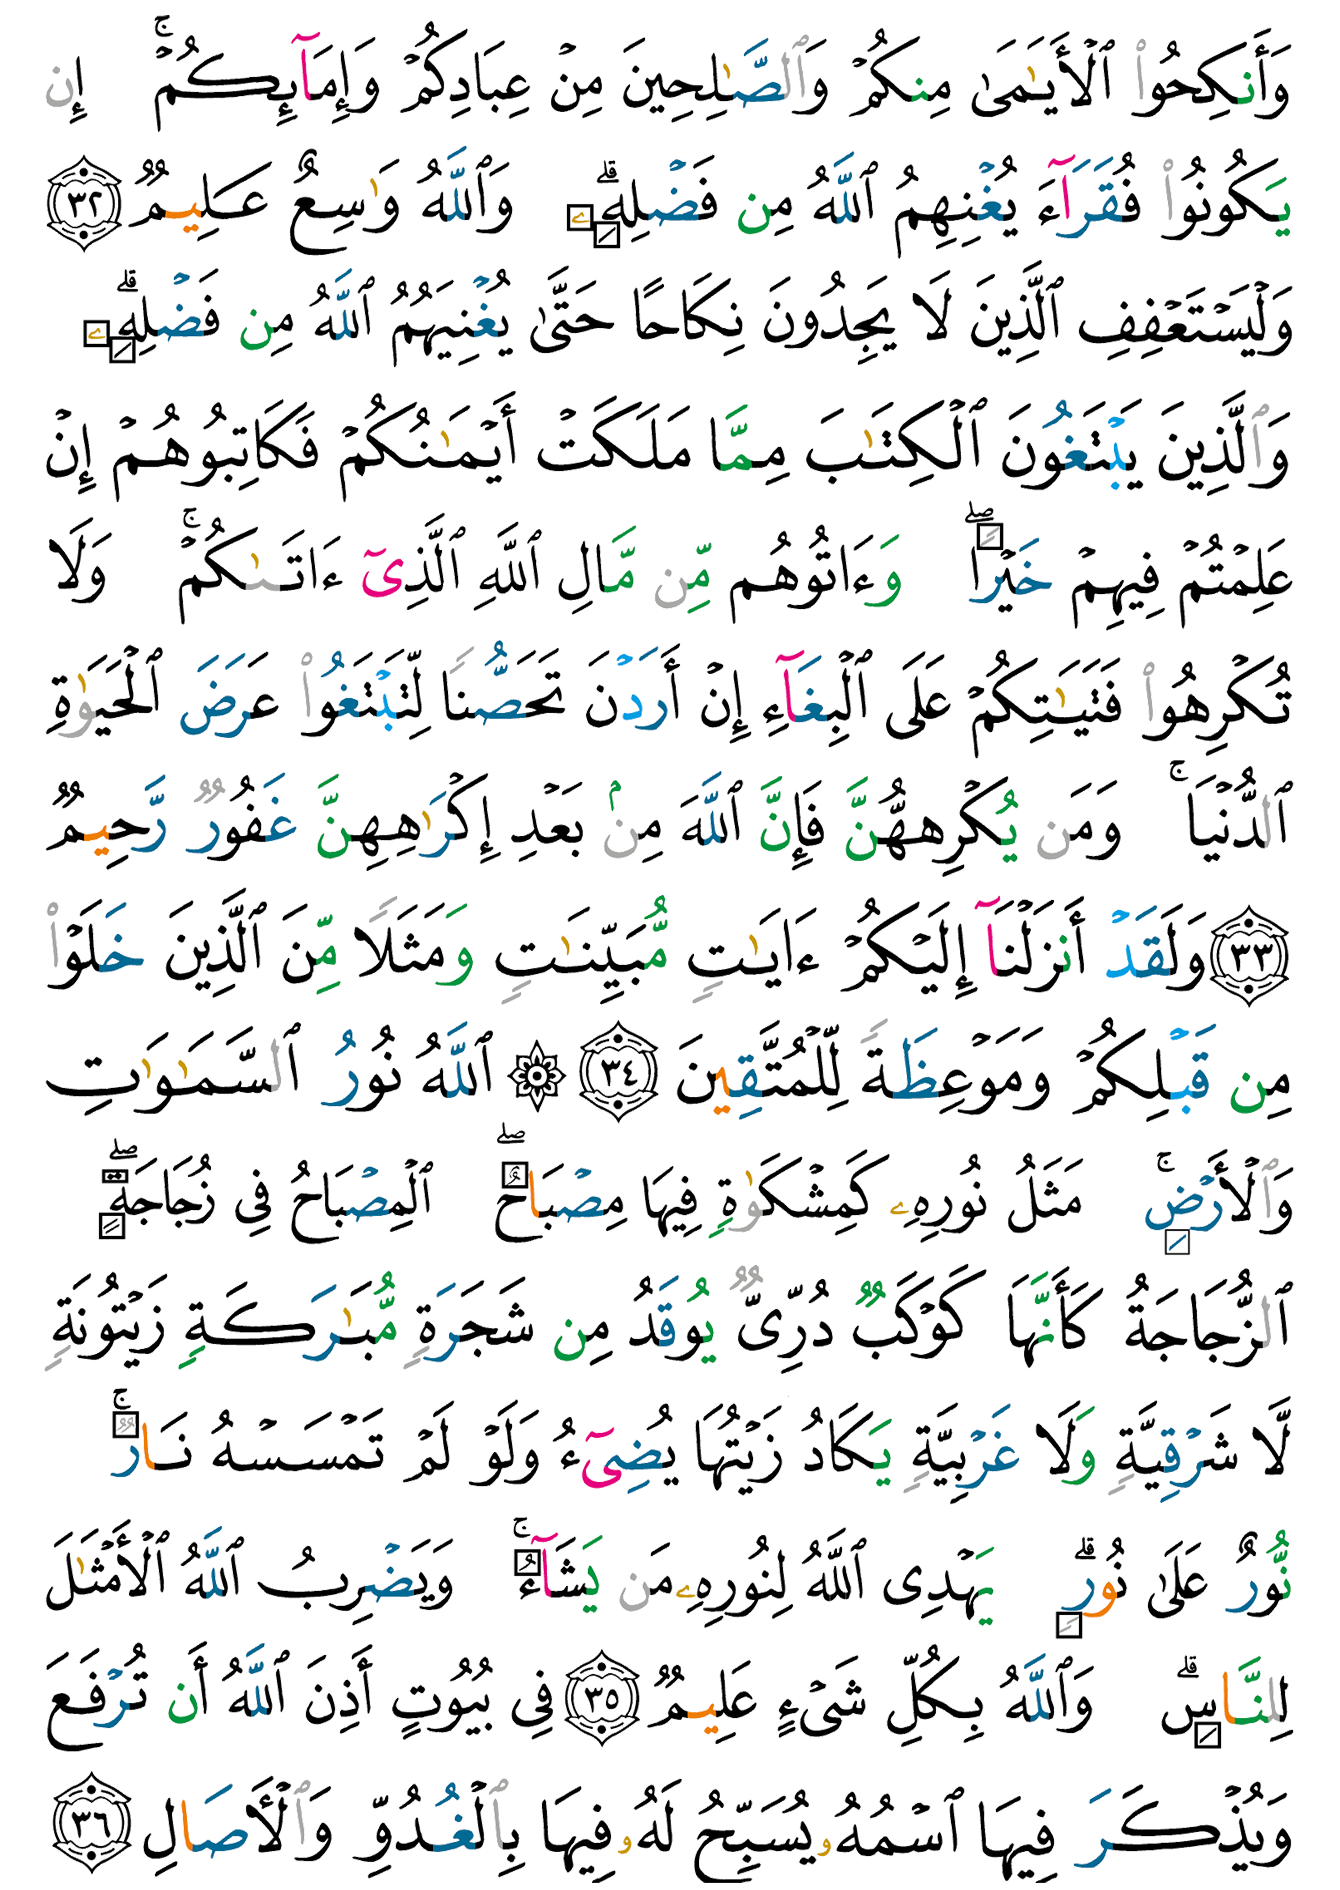 وَأَنكِحُوا۟ ٱلْأَيَـٰمَىٰ مِنكُمْ وَٱلصَّـٰلِحِينَ مِنْ عِبَادِكُمْ وَإِمَآئِكُمْ ۚ إِن
يَكُونُوا۟ فُقَرَآءَ يُغْنِهِمُ ٱللَّهُ مِن فَضْلِهِۦ ۗ وَٱللَّهُ وَٰسِعٌ عَلِيمٌ ٣٢
وَلْيَسْتَعْفِفِ ٱلَّذِينَ لَا يَجِدُونَ نِكَاحًا حَتَّىٰ يُغْنِيَهُمُ ٱللَّهُ مِن فَضْلِهِۦ ۗ
وَٱلَّذِينَ يَبْتَغُونَ ٱلْكِتَـٰبَ مِمَّا مَلَكَتْ أَيْمَـٰنُكُمْ فَكَاتِبُوهُمْ إِنْ
عَلِمْتُمْ فِيهِمْ خَيْرًا ۖ وَءَاتُوهُم مِّن مَّالِ ٱللَّهِ ٱلَّذِىٓ ءَاتَىٰكُمْ ۚ وَلَا
تُكْرِهُوا۟ فَتَيَـٰتِكُمْ عَلَى ٱلْبِغَآءِ إِنْ أَرَدْنَ تَحَصُّنًا لِّتَبْتَغُوا۟ عَرَضَ ٱلْحَيَوٰةِ
ٱلدُّنْيَا ۚ وَمَن يُكْرِههُّنَّ فَإِنَّ ٱللَّهَ مِنۢ بَعْدِ إِكْرَٰهِهِنَّ غَفُورٌ رَّحِيمٌ
٣٣ وَلَقَدْ أَنزَلْنَآ إِلَيْكُمْ ءَايَـٰتٍ مُّبَيِّنَـٰتٍ وَمَثَلًا مِّنَ ٱلَّذِينَ خَلَوْا۟
مِن قَبْلِكُمْ وَمَوْعِظَةً لِّلْمُتَّقِينَ ٣٤ ۞ ٱللَّهُ نُورُ ٱلسَّمَـٰوَٰتِ
وَٱلْأَرْضِ ۚ مَثَلُ نُورِهِۦ كَمِشْكَوٰةٍ فِيهَا مِصْبَاحٌ ۖ ٱلْمِصْبَاحُ فِى زُجَاجَةٍ ۖ
ٱلزُّجَاجَةُ كَأَنَّهَا كَوْكَبٌ دُرِّىٌّ يُوقَدُ مِن شَجَرَةٍ مُّبَـٰرَكَةٍ زَيْتُونَةٍ
لَّا شَرْقِيَّةٍ وَلَا غَرْبِيَّةٍ يَكَادُ زَيْتُهَا يُضِىٓءُ وَلَوْ لَمْ تَمْسَسْهُ نَارٌ ۚ
نُّورٌ عَلَىٰ نُورٍ ۗ يَهْدِى ٱللَّهُ لِنُورِهِۦ مَن يَشَآءُ ۚ وَيَضْرِبُ ٱللَّهُ ٱلْأَمْثَـٰلَ
لِلنَّاسِ ۗ وَٱللَّهُ بِكُلِّ شَىْءٍ عَلِيمٌ ٣٥ فِى بُيُوتٍ أَذِنَ ٱللَّهُ أَن تُرْفَعَ
وَيُذْكَرَ فِيهَا ٱسْمُهُۥ يُسَبِّحُ لَهُۥ فِيهَا بِٱلْغُدُوِّ وَٱلْـَٔاصَالِ ٣٦